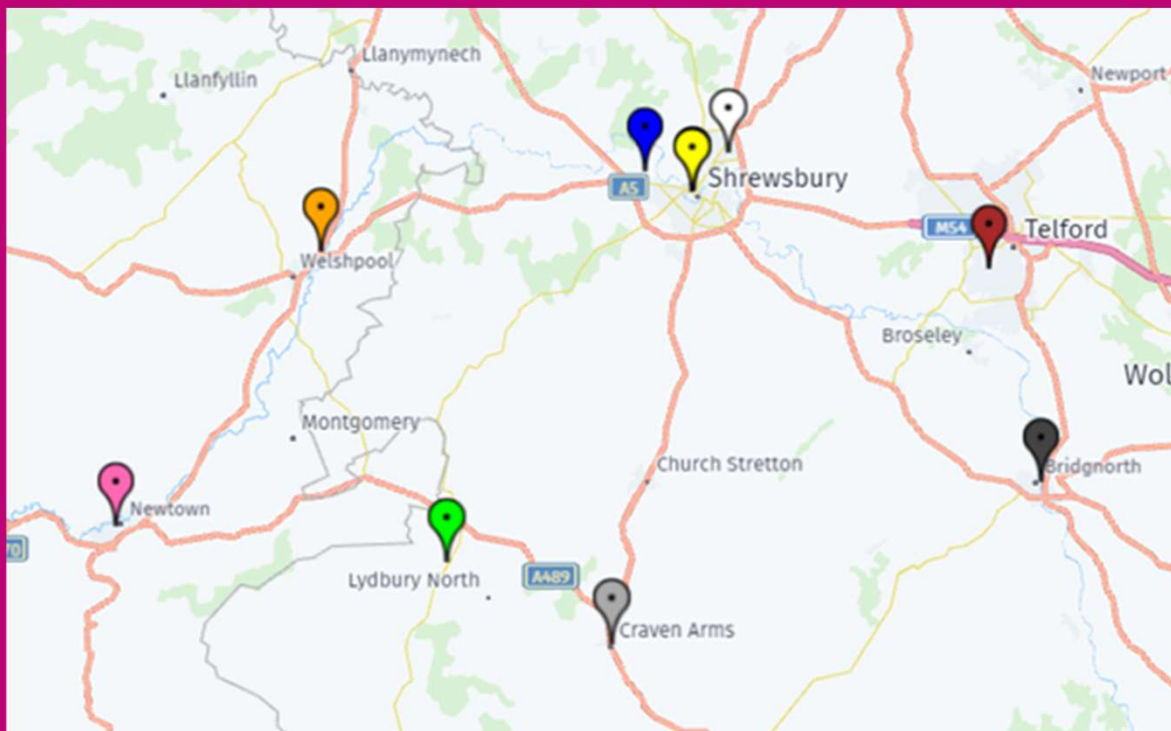 Llanymynech
Llanfyllin
Newport
A5
Shrewsbury
M54
Telford
Welshpool
Broseley
Wol
Montgomery
Church Stretton
Bridgnorth
Newtown
70
A489
Lydbury North
Craven Arms